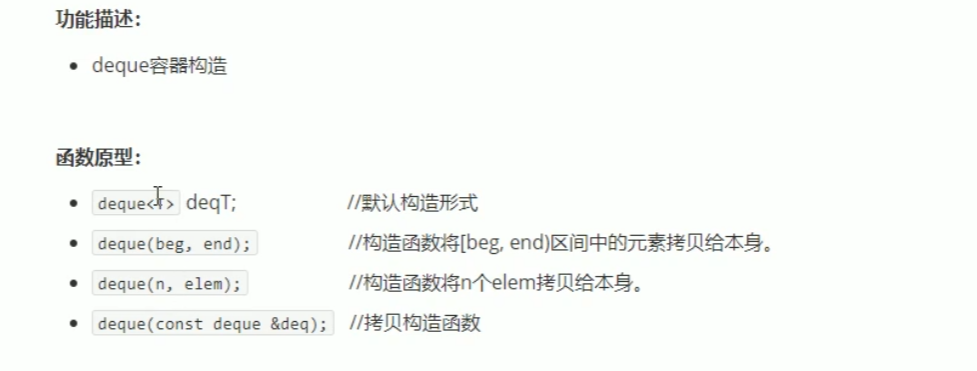 功能描述：
deque容器构造
函数原型：
deque<T> deqT; //默认构造形式
deque(beg, end); //构造函数将[beg, end)区间中的元素拷贝给本身。
deque(n, elem); //构造函数将n个elem拷贝给本身。
deque(const deque &deq); //拷贝构造函数